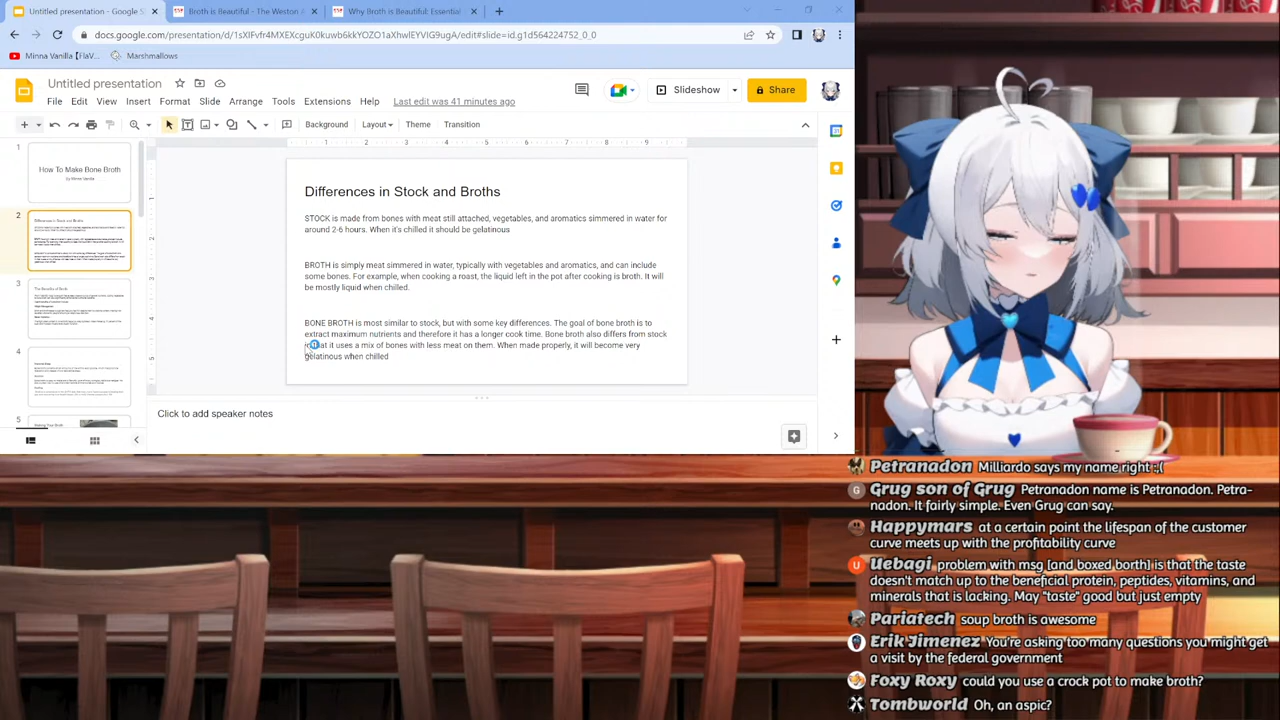 Untitled presentation - Google S
Broth is Beautiful - The Weston A
Why Broth is Beautiful: Essential
docs.google.com/presentation/d/1sXIFvfr4MXEXcguK0kuwb6kkYOZO1aXhwlEYVIG9ugA/edit#slide=id.g1d564224752_0_0
Minna Vanilla【FlaV...
Marshmallows
Untitled presentation
Slideshow
Share
File Edit View Insert Format Slide Arrange Tools Extensions Help Last edit was 41 minutes ago
Background Layout Theme Transition
1
How To Make Bone Broth
2
3
4
5
Differences in Stock and Broths
STOCK is made from bones with meat still attached, vegetables, and aromatics simmered in water for
around 2-6 hours. When it's chilled it should be gelatinous
BROTH is simply meat simmered in water, typically with vegetables and aromatics, and can include
some bones. For example, when cooking a roast, the liquid left in the pot after cooking is broth. It will
be mostly liquid when chilled.
BONE BROTH is most similar to stock, but with some key differences. The goal of bone broth is to
extract maximum nutrients and therefore it has a longer cook time. Bone broth also differs from stock
it uses a mix of bones with less meat on them. When made properly, it will become very
gelatinous when chilled
Click to add speaker notes
Petranadon Milliardo says my name right :,(
Grug son of Grug Petranadon name is Petranadon. Petra-
nadon. It fairly simple. Even Grug can say.
Happymars at a certain point the lifespan of the customer
curve meets up with the profitability curve
Uebagi problem with msg [and boxed borth] is that the taste
doesn't match up to the beneficial protein, peptides, vitamins, and
minerals that is lacking. May "taste" good but just empty
Pariatech soup broth is awesome
Erik Jimenez You're asking too many questions you might get
a visit by the federal government
Foxy Roxy could you use a crock pot to make broth?
Tombworld Oh, an aspic?